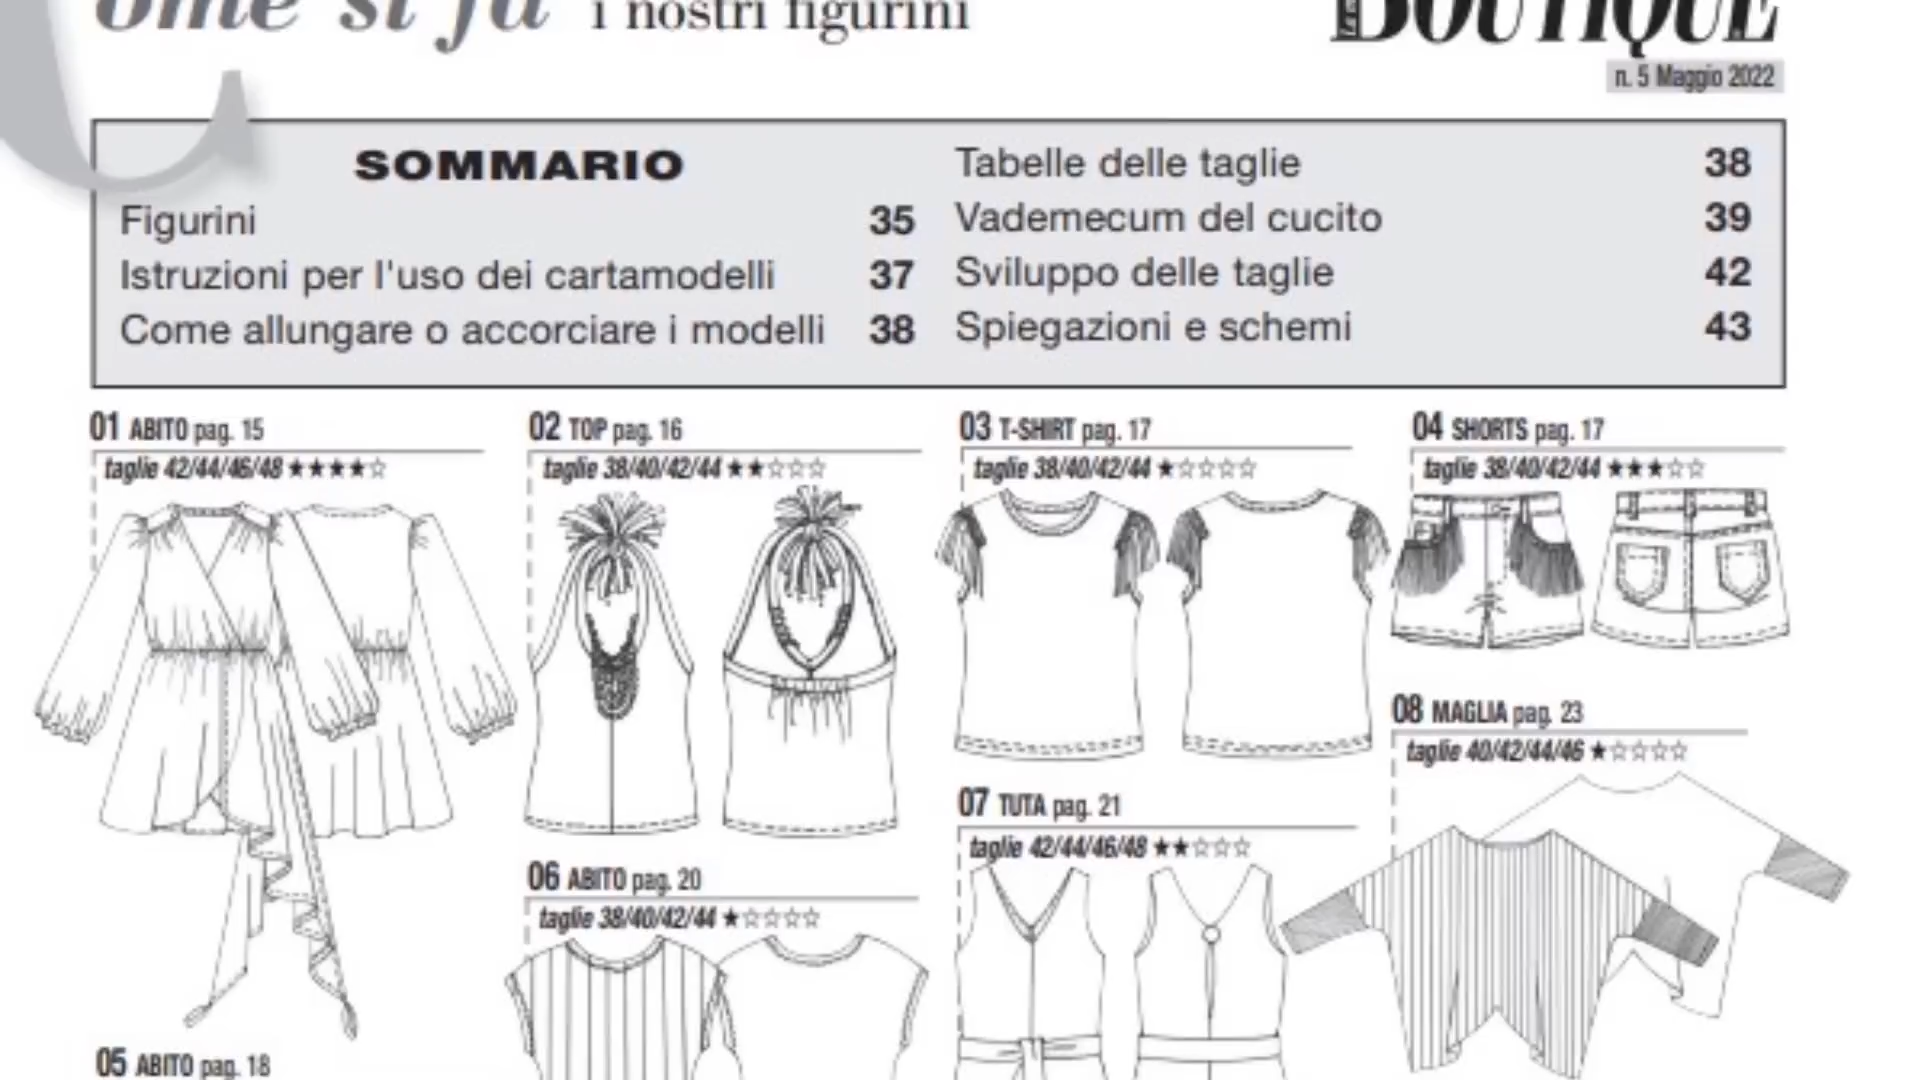 Come si fa i nostri figurini
BOUTIQUE
n. 5 Maggio 2022
SOMMARIO
Figurini 35
Istruzioni per l'uso dei cartamodelli 37
Come allungare o accorciare i modelli 38
Tabelle delle taglie 38
Vademecum del cucito 39
Sviluppo delle taglie 42
Spiegazioni e schemi 43
01 ABITO pag. 15
taglie 42/44/46/48 ★★★★☆
02 TOP pag. 16
taglie 38/40/42/44 ★★☆☆☆
03 T-SHIRT pag. 17
taglie 38/40/42/44 ★☆☆☆☆
04 SHORTS pag. 17
taglie 38/40/42/44 ★★★☆☆
08 MAGLIA pag. 23
taglie 40/42/44/46 ★☆☆☆☆
07 TUTA pag. 21
taglie 42/44/46/48 ★★☆☆☆
06 ABITO pag. 20
taglie 38/40/42/44 ★☆☆☆☆
05 ABITO pag. 18